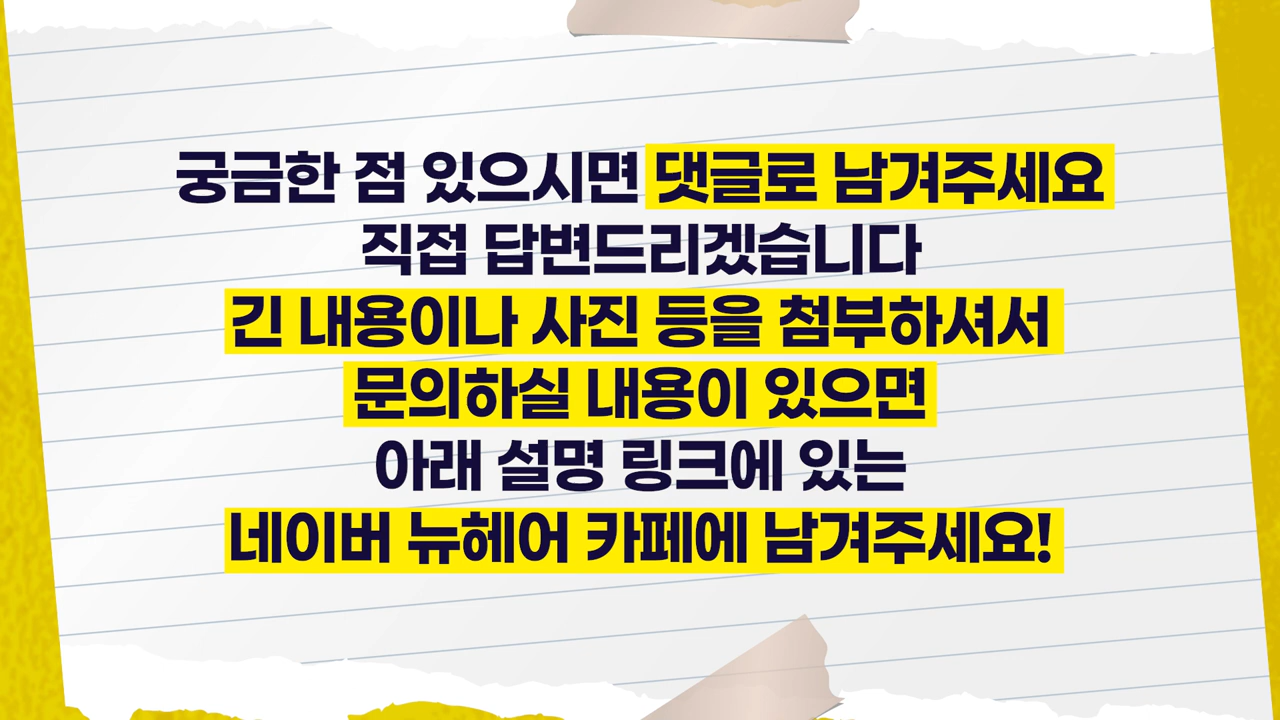 궁금한 점 있으시면 댓글로 남겨주세요
직접 답변드리겠습니다
긴 내용이나 사진 등을 첨부하셔서
문의하실 내용이 있으면
아래 설명 링크에 있는
네이버 뉴헤어 카페에 남겨주세요!